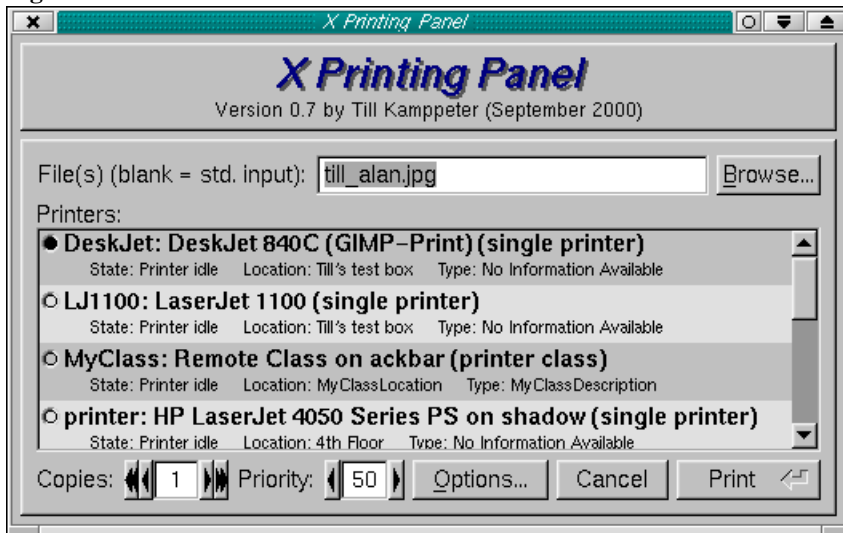 X Printing Panel
X Printing Panel
Version 0.7 by Till Kamppeter (September 2000)
File(s) (blank = std. input): till_alan.jpg Browse...
Printers:
DeskJet: DeskJet 840C (GIMP-Print) (single printer)
State: Printer idle Location: Till's test box Type: No Information Available
LJ1100: LaserJet 1100 (single printer)
State: Printer idle Location: Till's test box Type: No Information Available
MyClass: Remote Class on ackbar (printer class)
State: Printer idle Location: MyClassLocation Type: MyClassDescription
printer: HP LaserJet 4050 Series PS on shadow (single printer)
State: Printer idle Location: 4th Floor Type: No Information Available
Copies: 1 Priority: 50 Options... Cancel Print